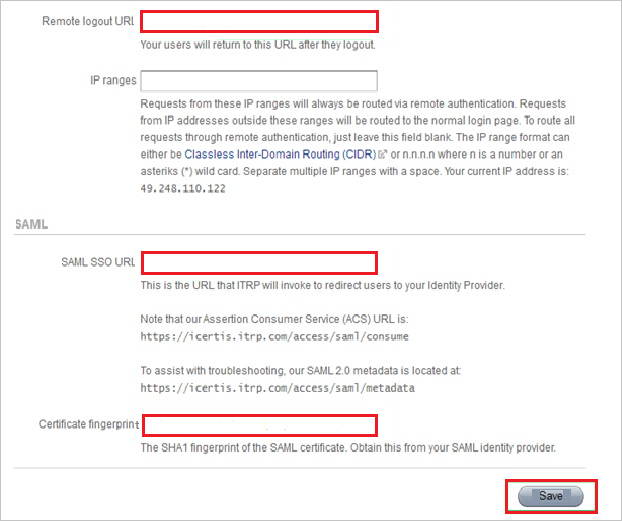 Remote logout URL
Your users will return to this URL after they logout.
IP ranges
Requests from these IP ranges will always be routed via remote authentication. Requests
from IP addresses outside these ranges will be routed to the normal login page. To route all
requests through remote authentication, just leave this field blank. The IP range format can
either be Classless Inter-Domain Routing (CIDR) or n.n.n.n where n is a number or an
asteriks (*) wild card. Separate multiple IP ranges with a space. Your current IP address is:
49.248.110.122
SAML
SAML SSO URL
This is the URL that ITRP will invoke to redirect users to your Identity Provider.
Note that our Assertion Consumer Service (ACS) URL is:
https://icertis.itrp.com/access/saml/consume
To assist with troubleshooting, our SAML 2.0 metadata is located at:
https://icertis.itrp.com/access/saml/metadata
Certificate fingerprint
The SHA1 fingerprint of the SAML certificate. Obtain this from your SAML identity provider.
Save